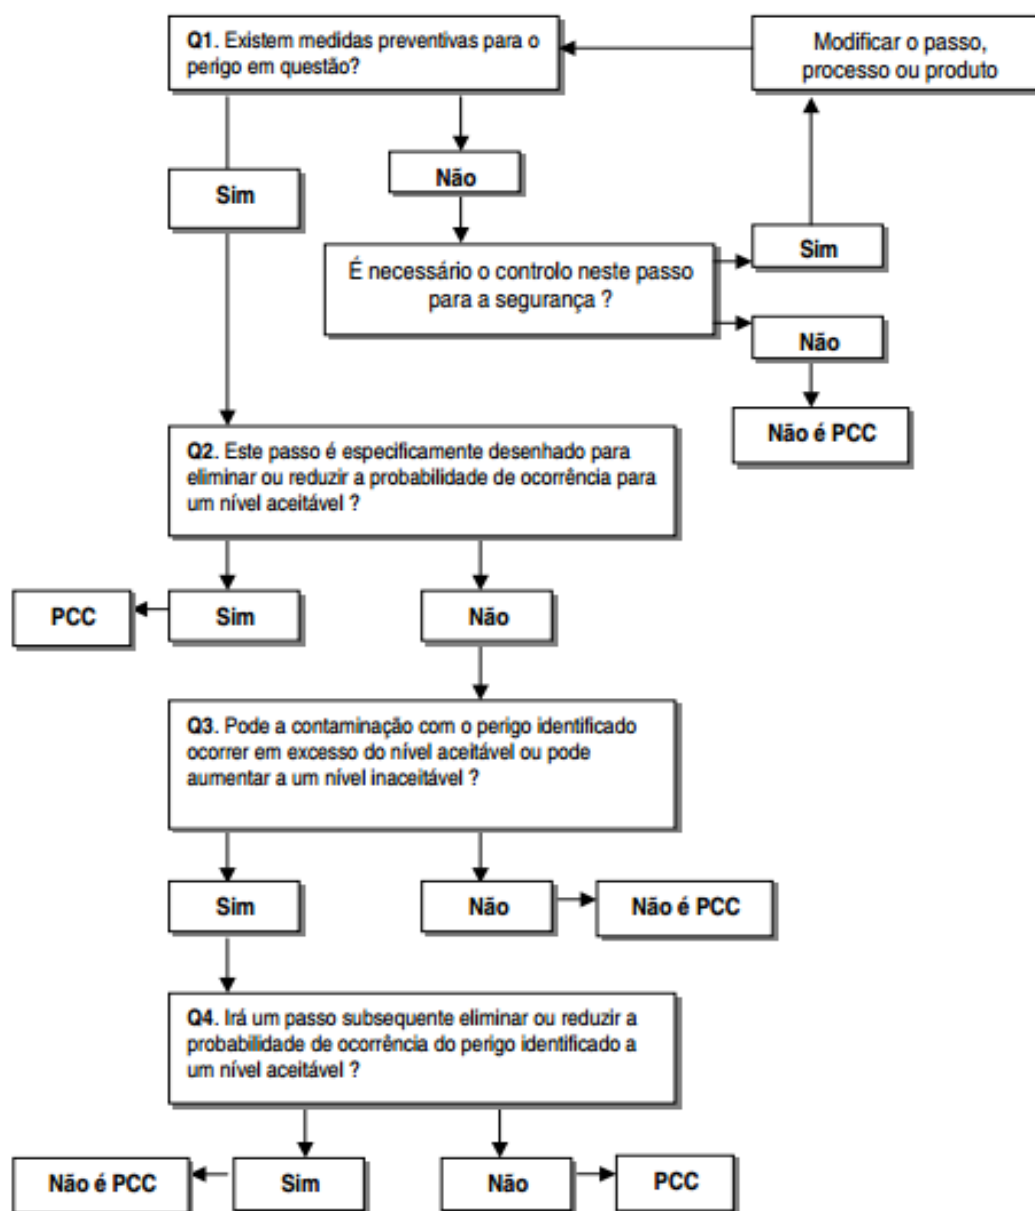 Q1. Existem medidas preventivas para o
perigo em questão?
Modificar o passo,
processo ou produto
Sim
Não
É necessário o controlo neste passo
para a segurança ?
Sim
Não
Não é PCC
Q2. Este passo é especificamente desenhado para
eliminar ou reduzir a probabilidade de ocorrência para
um nível aceitável ?
PCC
Sim
Não
Q3. Pode a contaminação com o perigo identificado
ocorrer em excesso do nível aceitável ou pode
aumentar a um nível inaceitável ?
Sim
Não
Não é PCC
Q4. Irá um passo subsequente eliminar ou reduzir a
probabilidade de ocorrência do perigo identificado a
um nível aceitável ?
Não é PCC
Sim
Não
PCC